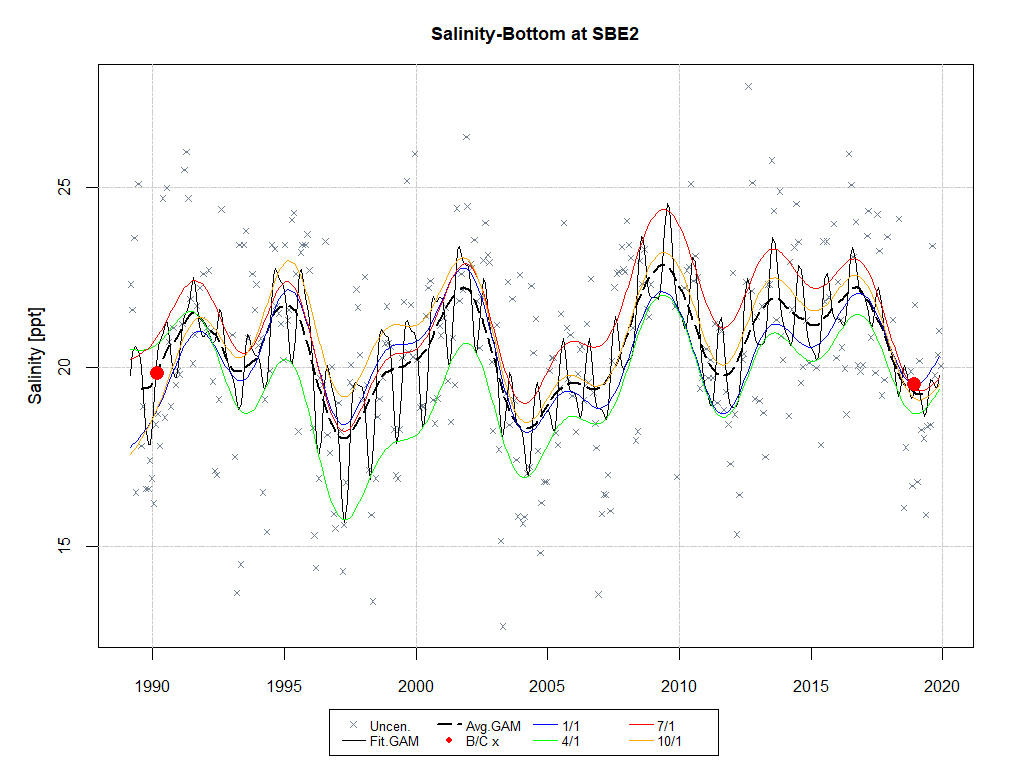 Salinity-Bottom at SBE2
Salinity [ppt]
25
20
15
1990 1995 2000 2005 2010 2015 2020
Uncen. Avg.GAM 1/1 7/1
Fit.GAM B/C x 4/1 10/1